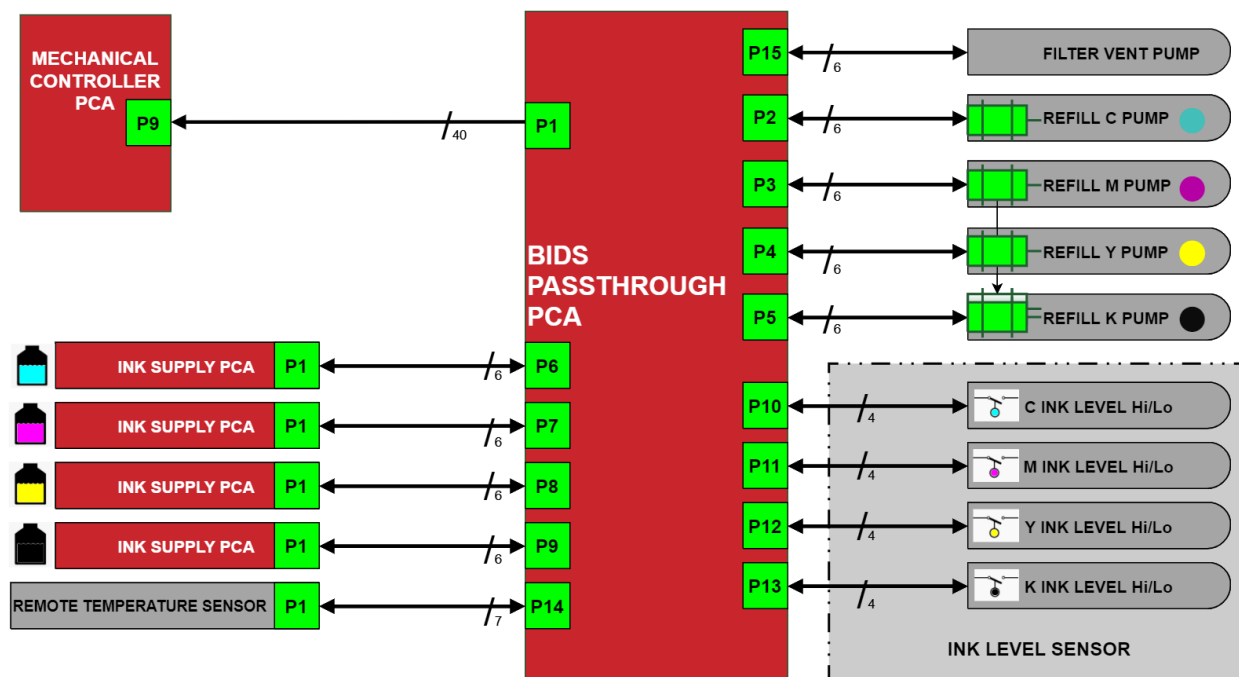 MECHANICAL
CONTROLLER
PCA
P9
40
P1
BIDS
PASSTHROUGH
PCA
P15
6
FILTER VENT PUMP
P2
6
REFILL C PUMP
P3
6
REFILL M PUMP
P4
6
REFILL Y PUMP
P5
6
REFILL K PUMP
INK SUPPLY PCA
P1
6
P6
INK SUPPLY PCA
P1
6
P7
INK SUPPLY PCA
P1
6
P8
INK SUPPLY PCA
P1
6
P9
REMOTE TEMPERATURE SENSOR
P1
7
P14
P10
4
C INK LEVEL Hi/Lo
P11
4
M INK LEVEL Hi/Lo
P12
4
Y INK LEVEL Hi/Lo
P13
4
K INK LEVEL Hi/Lo
INK LEVEL SENSOR